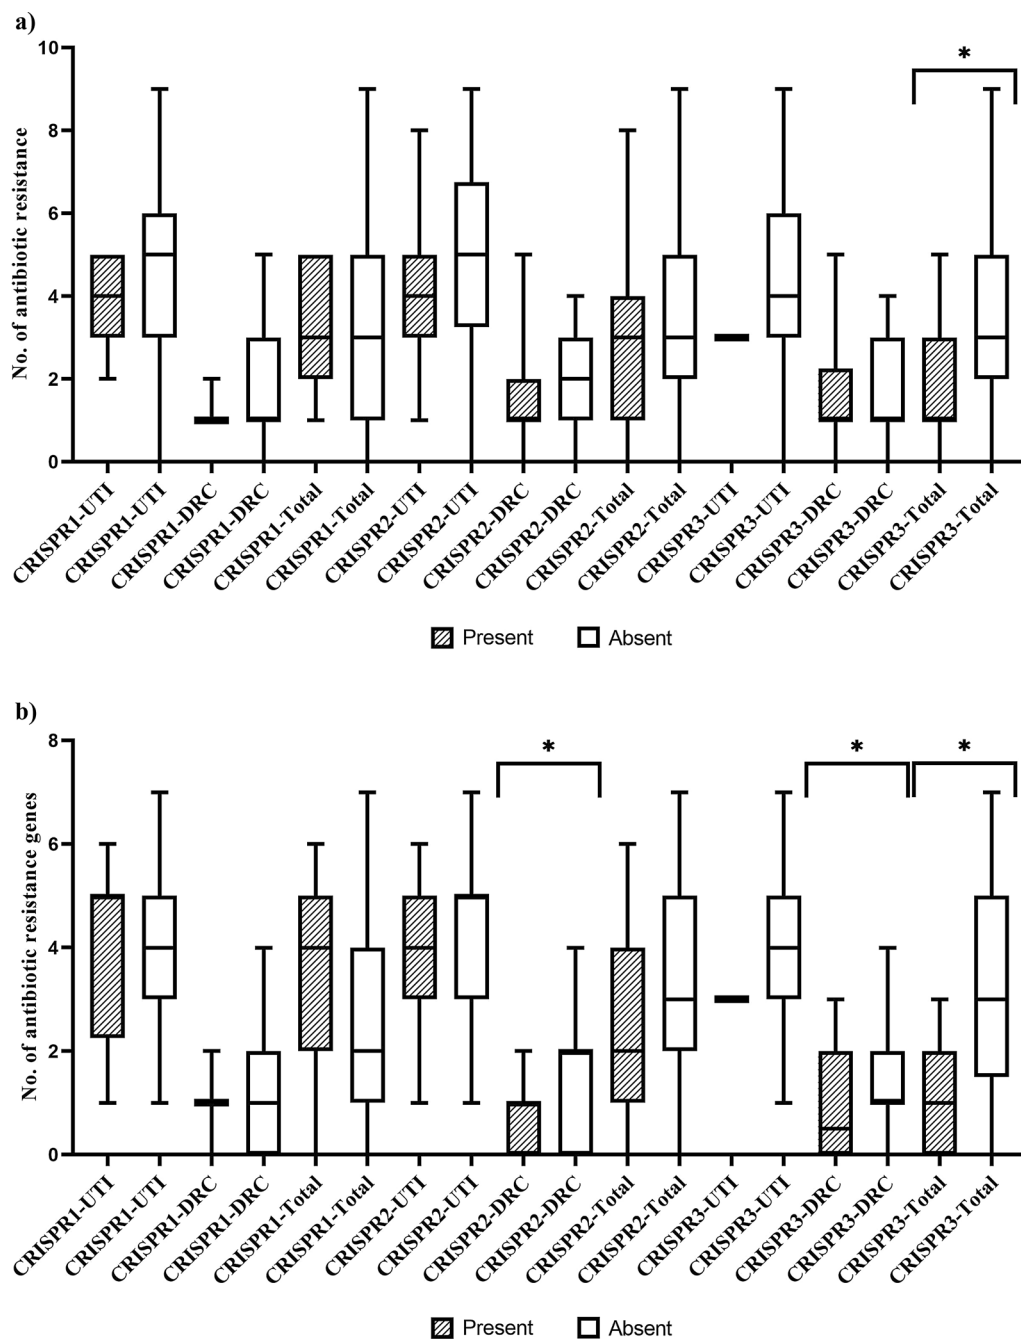 a)
*
10
8
6
4
2
0
No. of antibiotic resistance
CRISPR1-UTI
CRISPR1-UTI
CRISPR1-DRC
CRISPR1-DRC
CRISPR1-Total
CRISPR1-Total
CRISPR2-UTI
CRISPR2-UTI
CRISPR2-DRC
CRISPR2-DRC
CRISPR2-Total
CRISPR2-Total
CRISPR3-UTI
CRISPR3-UTI
CRISPR3-DRC
CRISPR3-DRC
CRISPR3-Total
CRISPR3-Total
Present Absent
b)
* * *
8
6
4
2
0
No. of antibiotic resistance genes
CRISPR1-UTI
CRISPR1-UTI
CRISPR1-DRC
CRISPR1-DRC
CRISPR1-Total
CRISPR1-Total
CRISPR2-UTI
CRISPR2-UTI
CRISPR2-DRC
CRISPR2-DRC
CRISPR2-Total
CRISPR2-Total
CRISPR3-UTI
CRISPR3-UTI
CRISPR3-DRC
CRISPR3-DRC
CRISPR3-Total
CRISPR3-Total
Present Absent